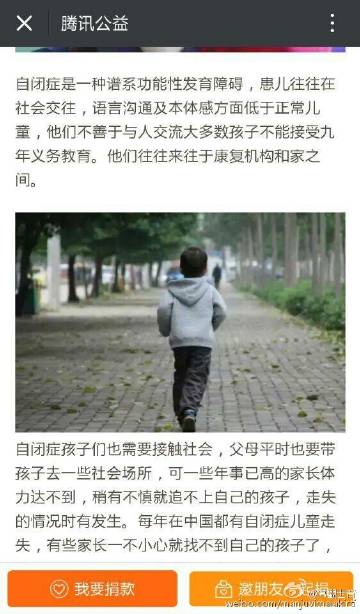 腾讯公益
自闭症是一种谱系功能性发育障碍，患儿往往在
社会交往，语言沟通及本体感方面低于正常儿
童，他们不善于与人交流大多数孩子不能接受九
年义务教育。他们往往来往于康复机构和家之
间。
自闭症孩子们也需要接触社会，父母平时也要带
孩子去一些社会场所，可一些年事已高的家长体
力达不到，稍有不慎就追不上自己的孩子，走失
的情况时有发生。每年在中国都有自闭症儿童走
失，有些家长一不小心就找不到自己的孩子了，
我要捐款
邀朋友
起捐